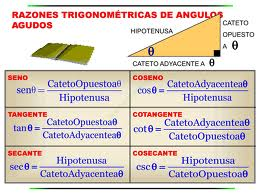 RAZONES TRIGONOMÉTRICAS DE ANGULOS
AGUDOS
HIPOTENUSA
CATETO
OPUESTO
A θ
θ
CATETO ADYACENTE A θ
SENO
senθ = CatetoOpuestoaθ / Hipotenusa
COSENO
cosθ = CatetoAdyacenteaθ / Hipotenusa
TANGENTE
tanθ = CatetoOpuestoaθ / CatetoAdyacenteaθ
COTANGENTE
cotθ = CatetoAdyacenteaθ / CatetoOpuestoaθ
SECANTE
secθ = Hipotenusa / CatetoAdyacenteaθ
COSECANTE
cscθ = Hipotenusa / CatetoOpuestoaθ